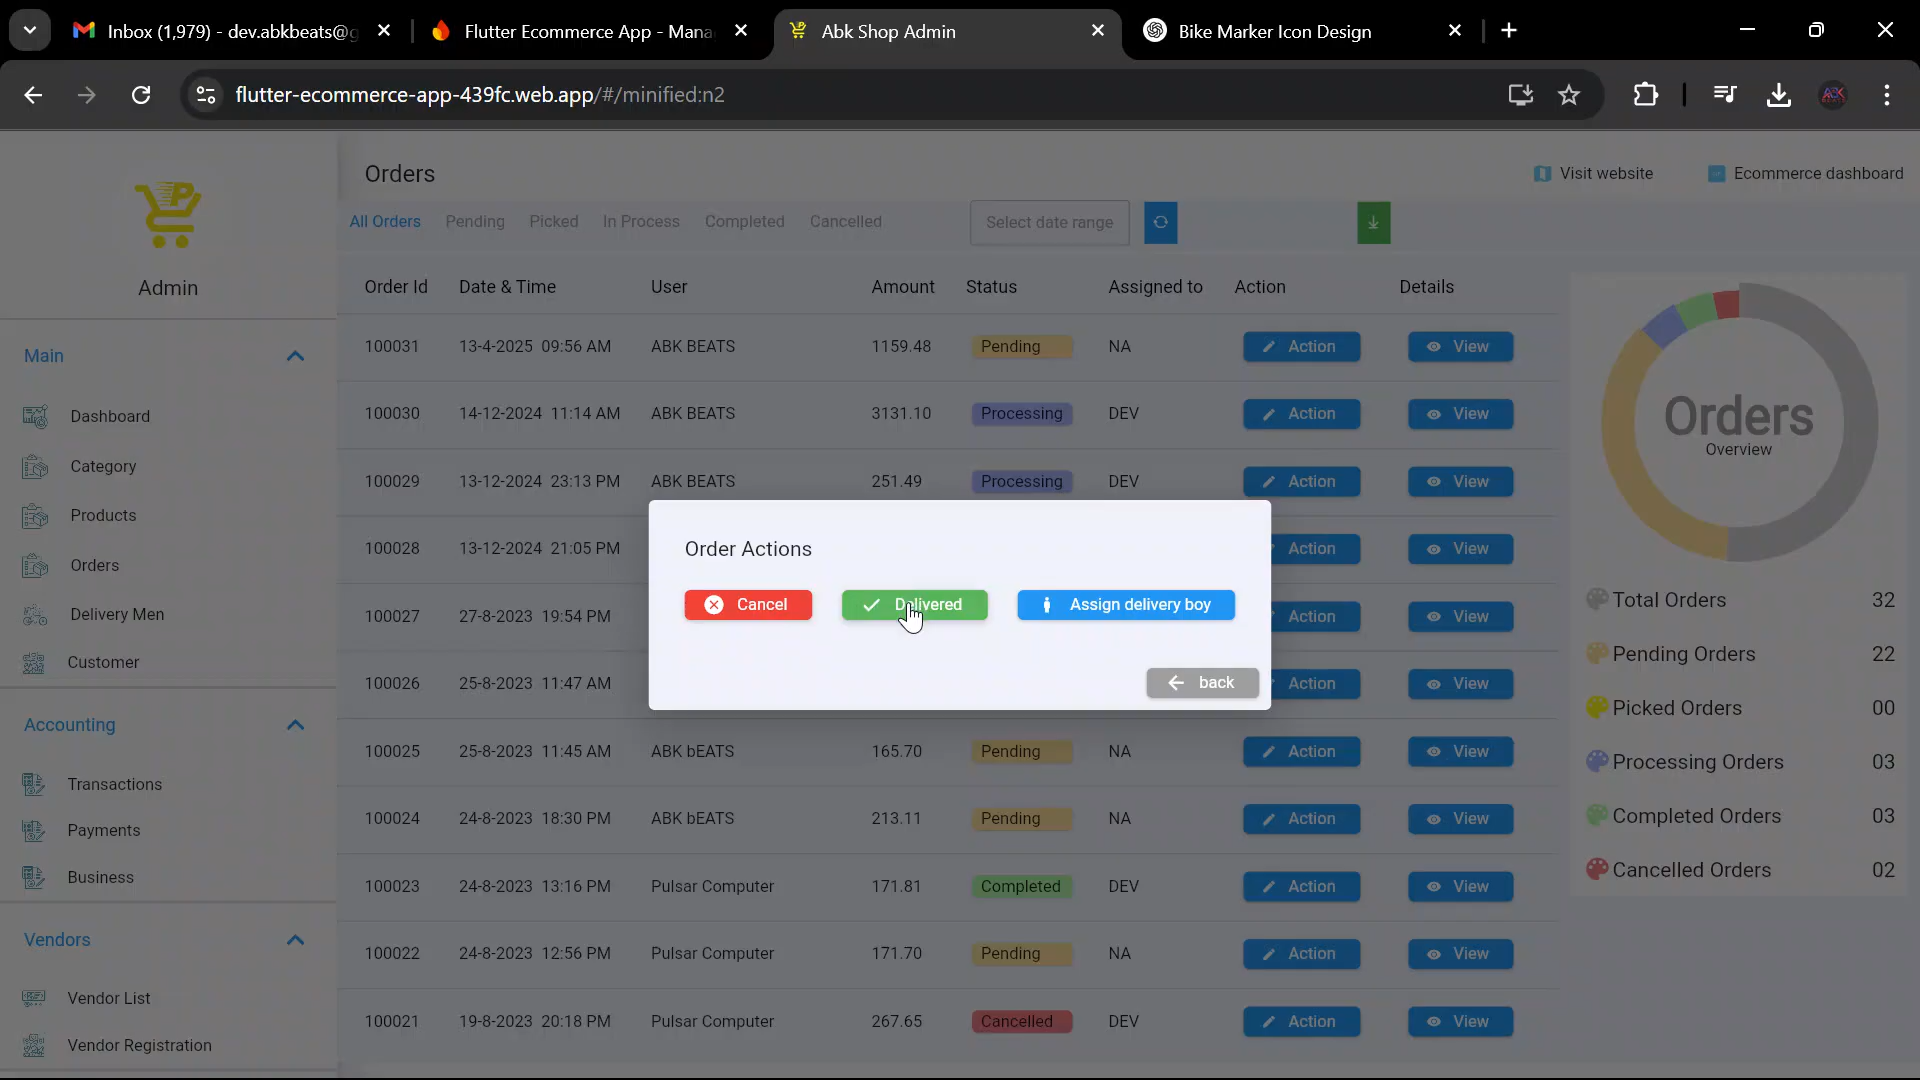 Inbox (1,979) - dev.abkbeats@g
Flutter Ecommerce App - Mana
Abk Shop Admin
Bike Marker Icon Design
flutter-ecommerce-app-439fc.web.app/#/minified:n2
Admin
Main
Dashboard
Category
Products
Orders
Delivery Men
Customer
Accounting
Transactions
Payments
Business
Vendors
Vendor List
Vendor Registration
Orders
Visit website
Ecommerce dashboard
All Orders Pending Picked In Process Completed Cancelled
Select date range
Order Id Date & Time User Amount Status Assigned to Action Details
100031 13-4-2025 09:56 AM ABK BEATS 1159.48 Pending NA Action View
100030 14-12-2024 11:14 AM ABK BEATS 3131.10 Processing DEV Action View
100029 13-12-2024 23:13 PM ABK BEATS 251.49 Processing DEV Action View
100028 13-12-2024 21:05 PM Action View
100027 27-8-2023 19:54 PM Action View
100026 25-8-2023 11:47 AM Action View
100025 25-8-2023 11:45 AM ABK bEATS 165.70 Pending NA Action View
100024 24-8-2023 18:30 PM ABK bEATS 213.11 Pending NA Action View
100023 24-8-2023 13:16 PM Pulsar Computer 171.81 Completed DEV Action View
100022 24-8-2023 12:56 PM Pulsar Computer 171.70 Pending NA Action View
100021 19-8-2023 20:18 PM Pulsar Computer 267.65 Cancelled DEV Action View
Order Actions
Cancel
Delivered
Assign delivery boy
back
Orders
Overview
Total Orders 32
Pending Orders 22
Picked Orders 00
Processing Orders 03
Completed Orders 03
Cancelled Orders 02